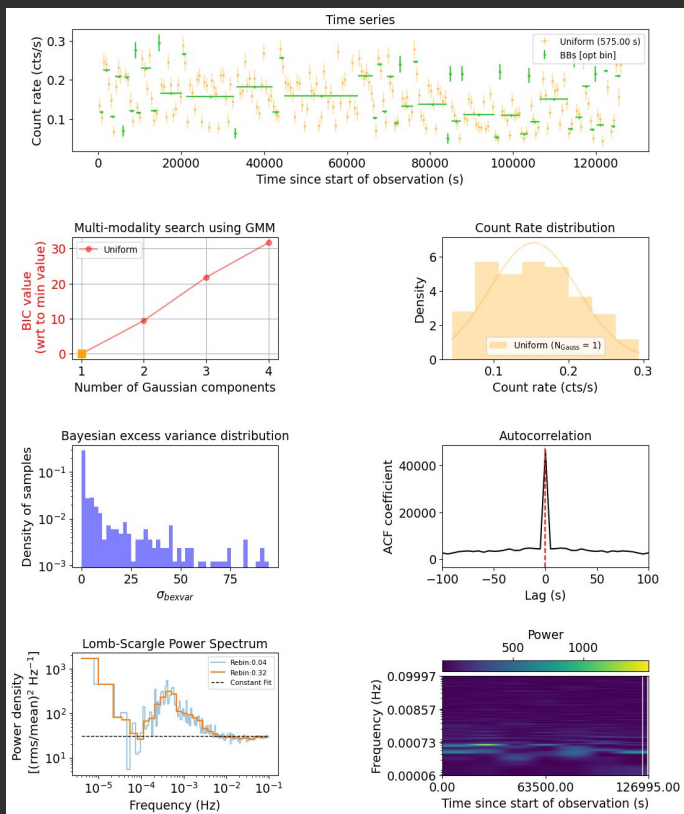 Time series
Count rate (cts/s)
0.3
0.2
0.1
Uniform (575.00 s)
BBs [opt bin]
0 20000 40000 60000 80000 100000 120000
Time since start of observation (s)
Multi-modality search using GMM
BIC value
(wrt to min value)
30
20
10
0
Uniform
1 2 3 4
Number of Gaussian components
Count Rate distribution
Density
6
4
2
0
Uniform (N_Gauss = 1)
0.1 0.2 0.3
Count rate (cts/s)
Bayesian excess variance distribution
Density of samples
10⁻¹
10⁻²
10⁻³
0 25 50 75
σ_bexvar
Autocorrelation
ACF coefficient
40000
20000
0
−100 −50 0 50 100
Lag (s)
Lomb-Scargle Power Spectrum
Power density
[(rms/mean)² Hz⁻¹]
10³
10²
10¹
Rebin:0.04
Rebin:0.32
Constant Fit
10⁻⁵ 10⁻⁴ 10⁻³ 10⁻² 10⁻¹
Frequency (Hz)
Power
500 1000
Frequency (Hz)
0.09997
0.00857
0.00073
0.00006
0.00 63500.00 126995.00
Time since start of observation (s)